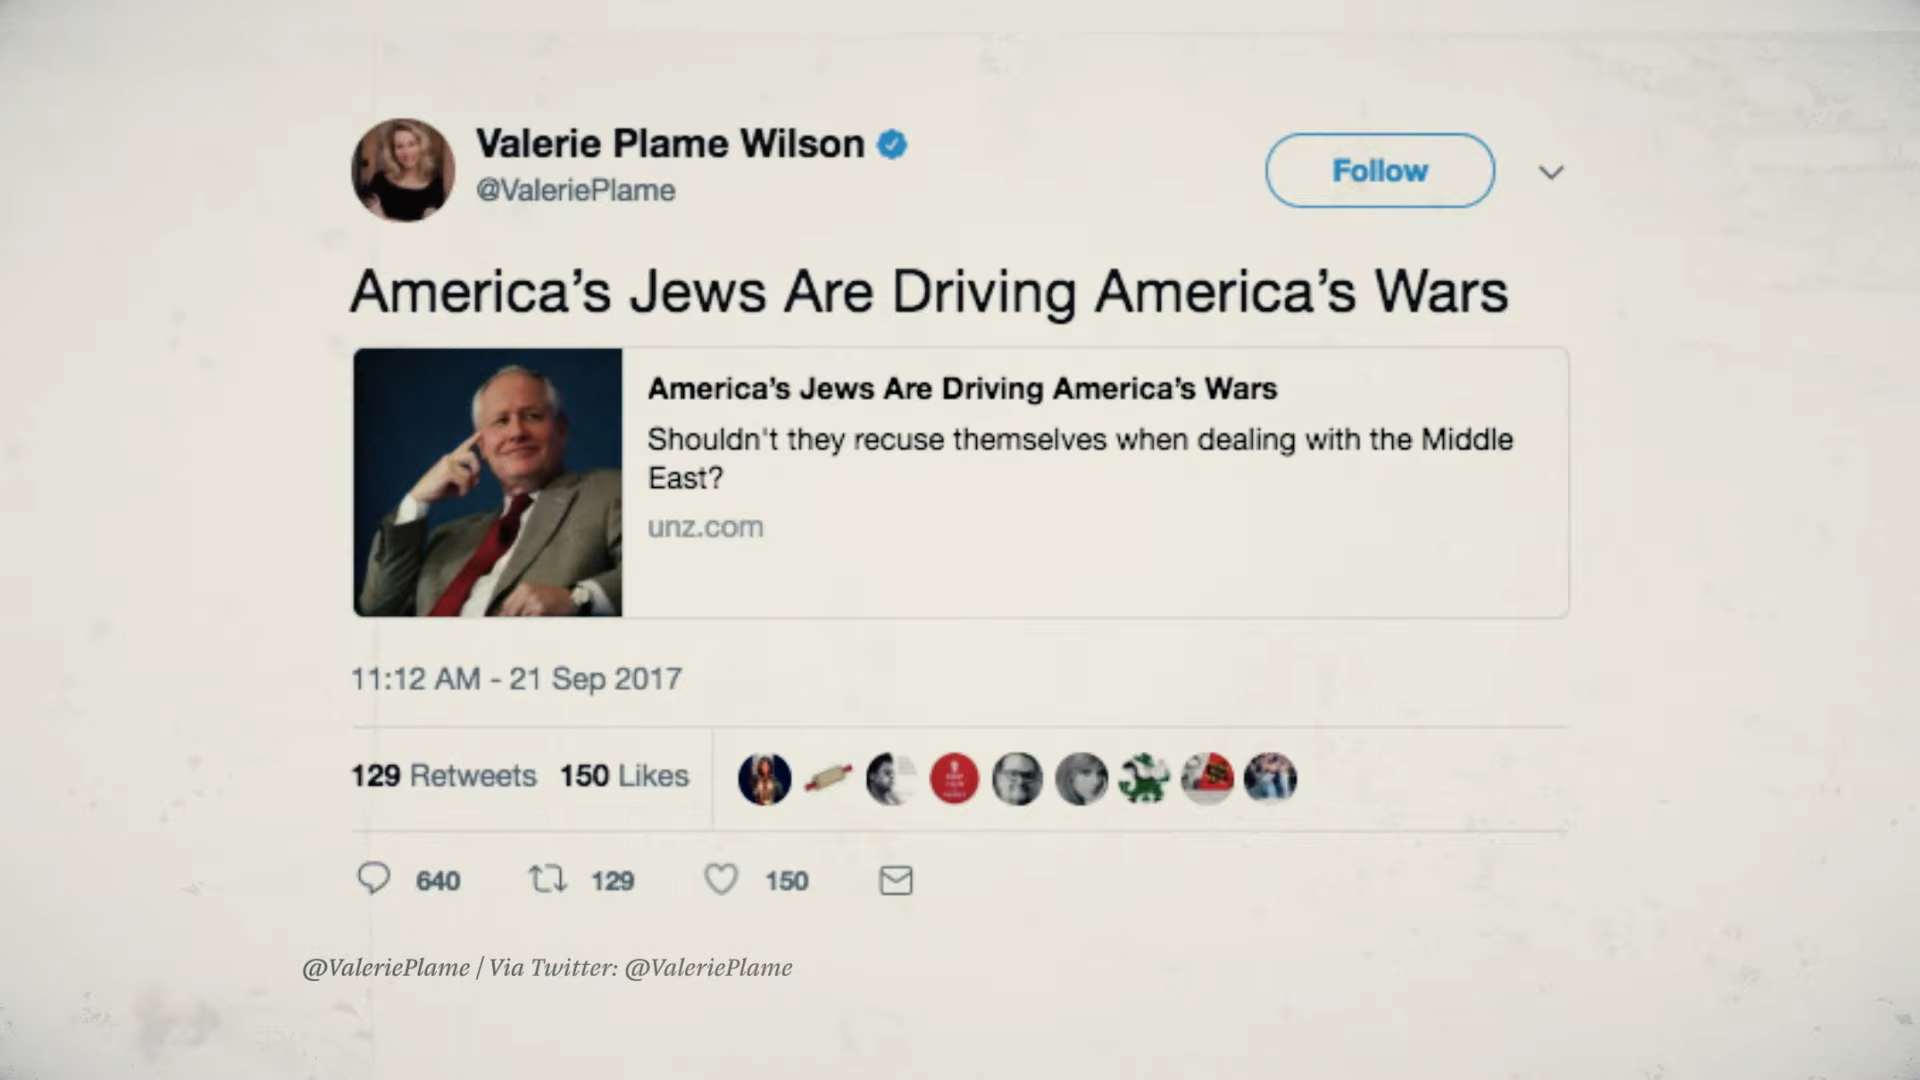 Valerie Plame Wilson
@ValeriePlame
Follow
America’s Jews Are Driving America’s Wars
America’s Jews Are Driving America’s Wars
Shouldn't they recuse themselves when dealing with the Middle
East?
unz.com
11:12 AM - 21 Sep 2017
129 Retweets 150 Likes
640 129 150
@ValeriePlame / Via Twitter: @ValeriePlame